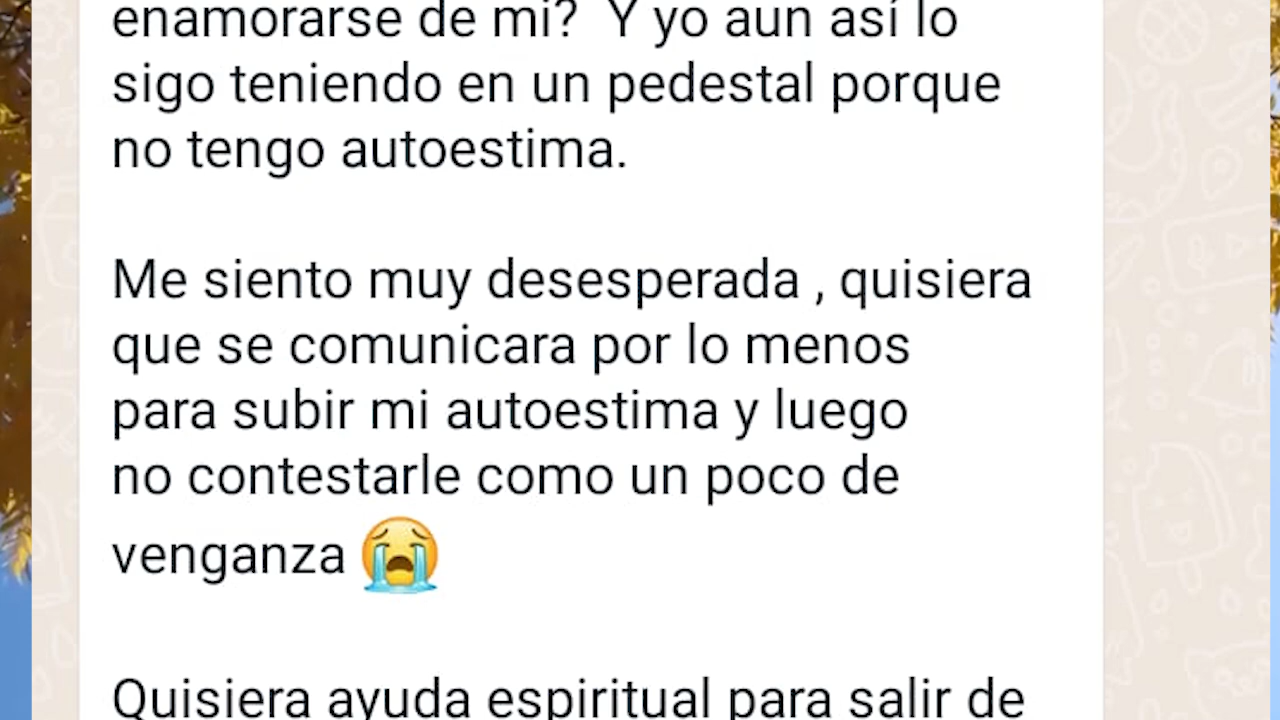 enamorarse de mi? Y yo aun así lo
sigo teniendo en un pedestal porque
no tengo autoestima.
Me siento muy desesperada , quisiera
que se comunicara por lo menos
para subir mi autoestima y luego
no contestarle como un poco de
venganza 😭
Quisiera ayuda espiritual para salir de